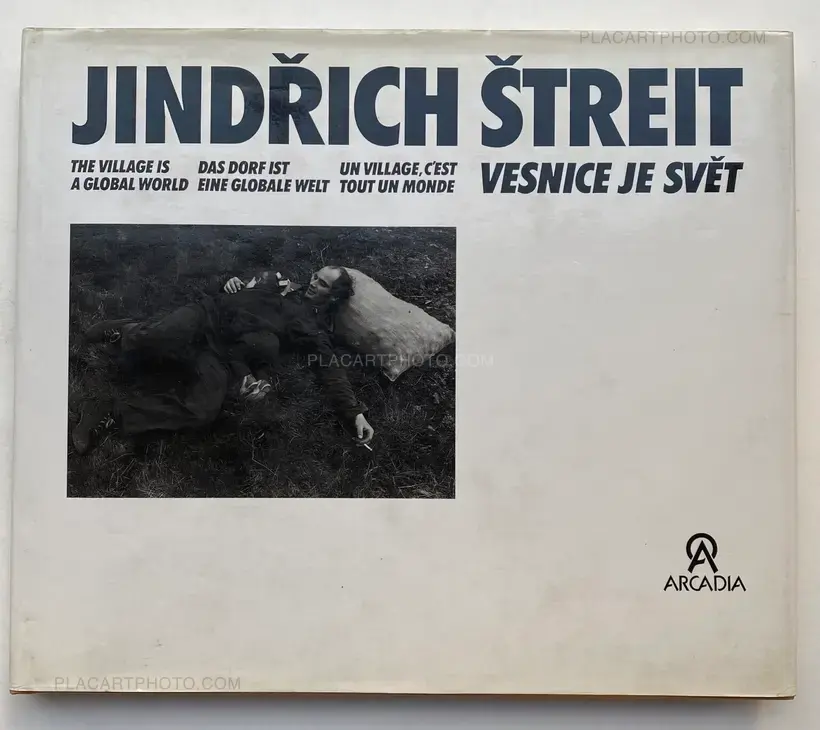 PLACARTPHOTO.COM
JINDŘICH ŠTREIT
THE VILLAGE IS
A GLOBAL WORLD
DAS DORF IST
EINE GLOBALE WELT
UN VILLAGE, C'EST
TOUT UN MONDE
VESNICE JE SVĚT
PLACARTPHOTO.COM
ARCADIA
PLACARTPHOTO.COM